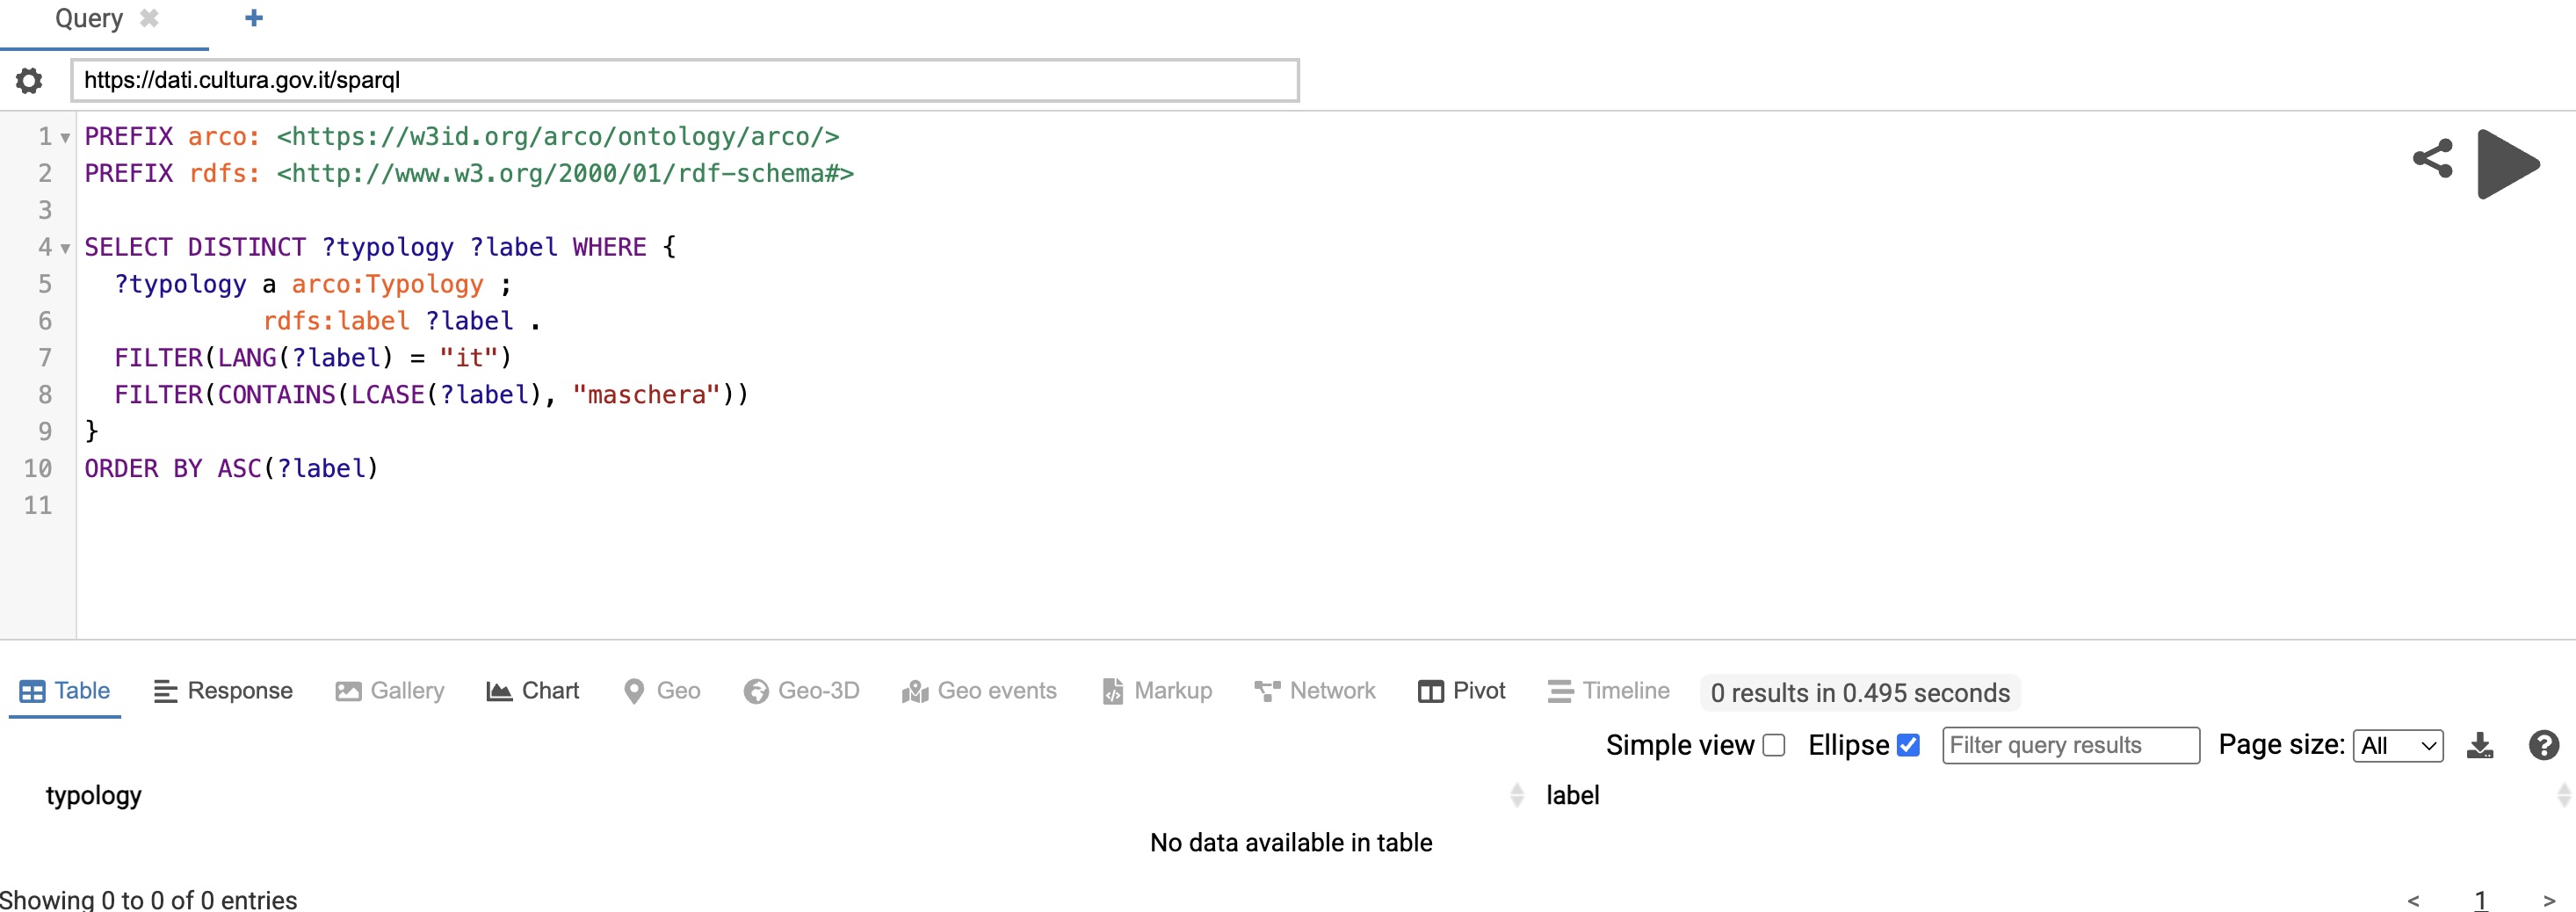 Query
https://dati.cultura.gov.it/sparql
1 PREFIX arco: <https://w3id.org/arco/ontology/arco/>
2 PREFIX rdfs: <http://www.w3.org/2000/01/rdf-schema#>
3
4 SELECT DISTINCT ?typology ?label WHERE {
5   ?typology a arco:Typology ;
6             rdfs:label ?label .
7   FILTER(LANG(?label) = "it")
8   FILTER(CONTAINS(LCASE(?label), "maschera"))
9 }
10 ORDER BY ASC(?label)
11
Table Response Gallery Chart Geo Geo-3D Geo events Markup Network Pivot Timeline 0 results in 0.495 seconds
Simple view Ellipse Filter query results Page size: All
typology label
No data available in table
Showing 0 to 0 of 0 entries < 1 >